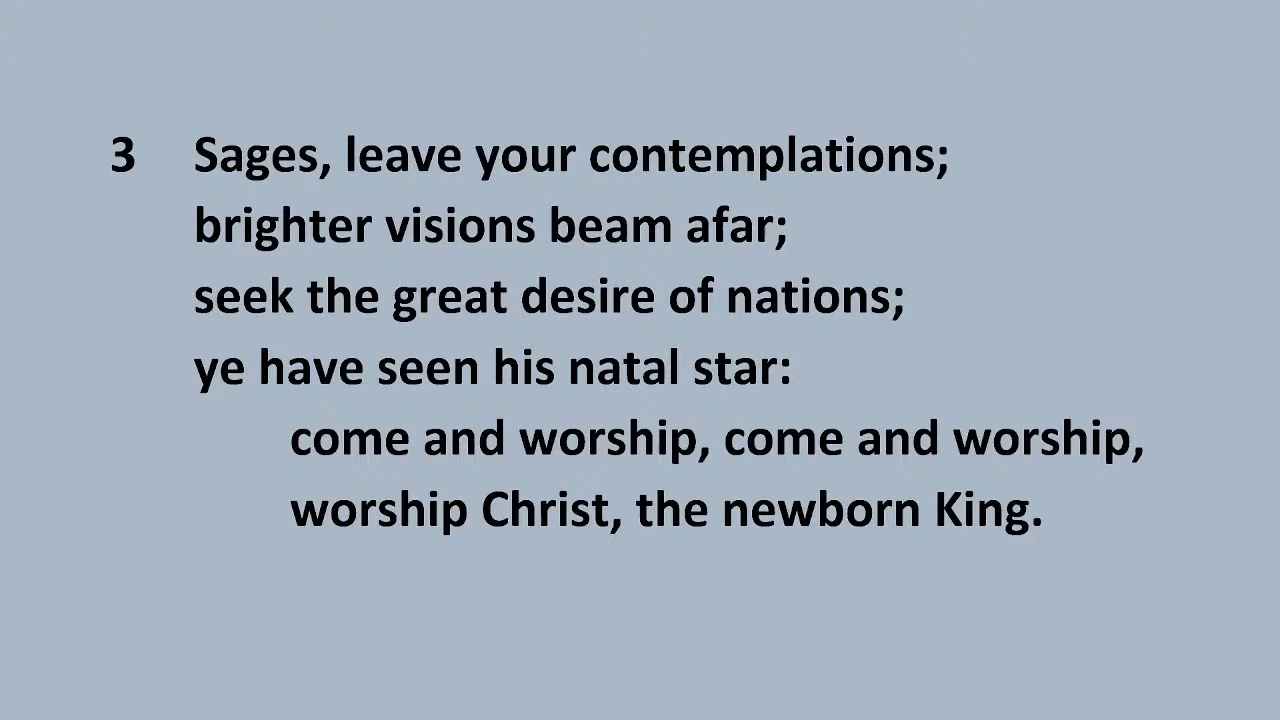 3 Sages, leave your contemplations;
brighter visions beam afar;
seek the great desire of nations;
ye have seen his natal star:
come and worship, come and worship,
worship Christ, the newborn King.